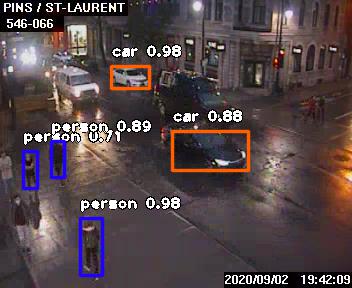 PINS / ST-LAURENT
546-066
car 0.98
car 0.88
person 0.89
person 0.71
person 0.98
2020/09/02 19:42:09